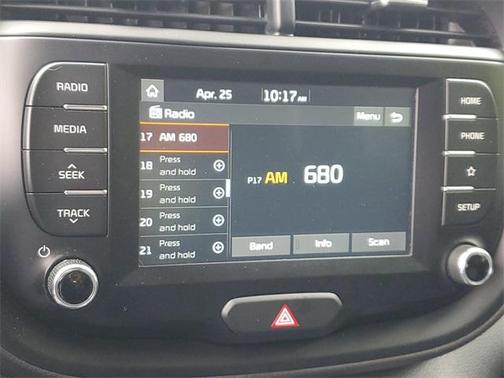 RADIO
MEDIA
SEEK
TRACK
Apr. 25 10:17 AM
Radio Menu
17 AM 680
18 Press and hold
19 Press and hold
20 Press and hold
21 Press and hold
P17 AM 680
Band Info Scan
HOME
PHONE
SETUP